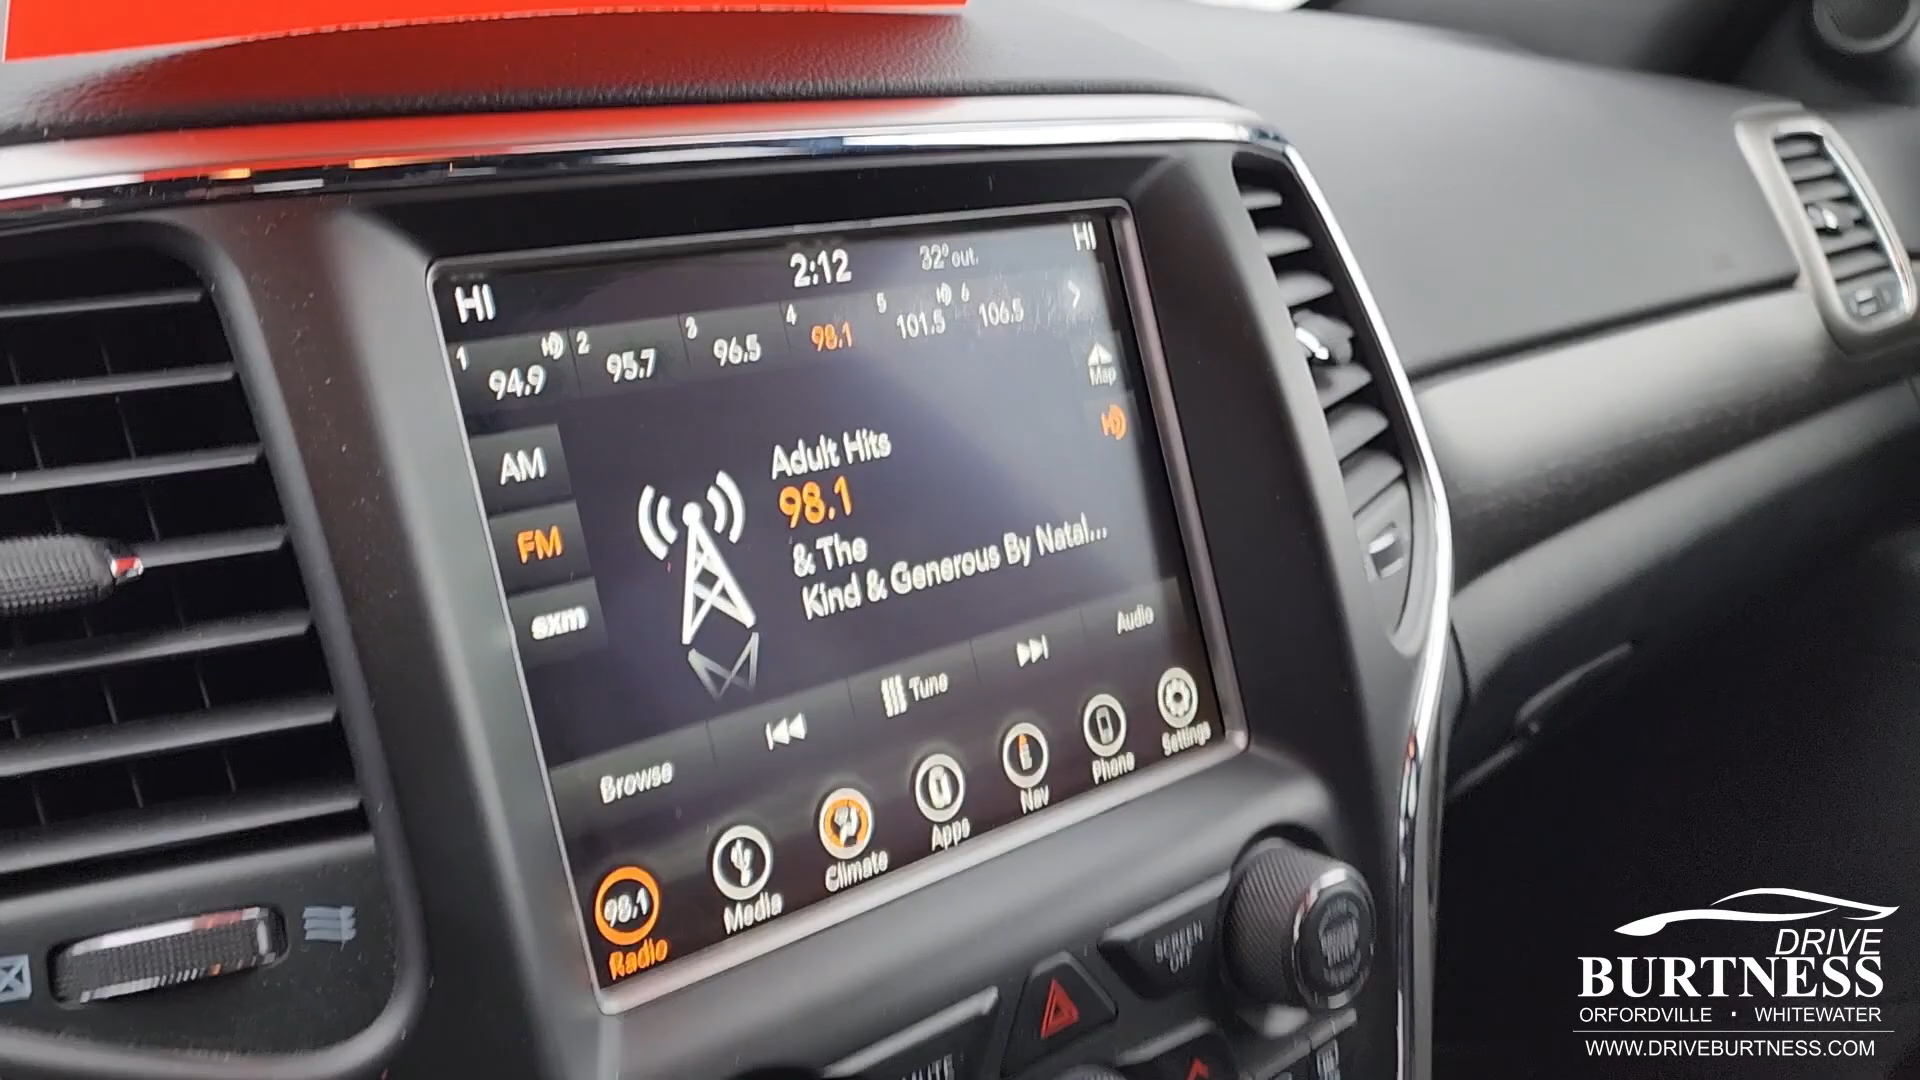 HI
2:12
32° out.
HI
1
94.9
2
95.7
3
96.5
4
98.1
5
101.5
6
106.5
Map
AM
FM
sxm
Adult Hits
98.1
& The
Kind & Generous By Natal...
Browse
Tune
Audio
98.1
Radio
Media
Climate
Apps
Nav
Phone
Settings
SCREEN
OFF
DRIVE
BURTNESS
ORFORDVILLE · WHITEWATER
WWW.DRIVEBURTNESS.COM